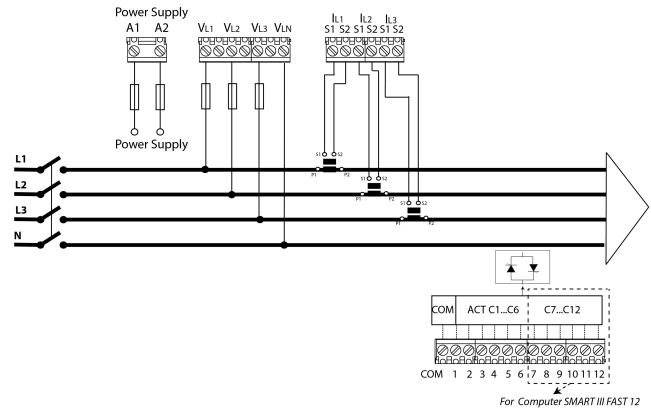 Power Supply
A1 A2
VL1 VL2 VL3 VLN
IL1 IL2 IL3
S1 S2 S1 S2 S1 S2
Power Supply
L1
S1 S2
P1 P2
L2
S1 S2
P1 P2
L3
S1 S2
P1 P2
N
COM ACT C1...C6 C7...C12
COM 1 2 3 4 5 6 7 8 9 10 11 12
For Computer SMART III FAST 12